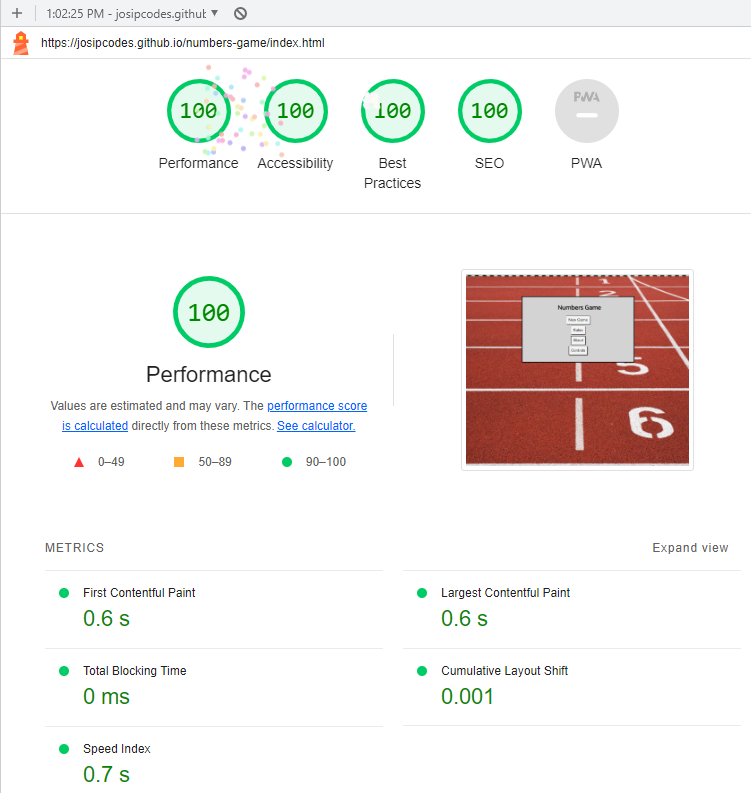 1:02:25 PM - josipcodes.github
https://josipcodes.github.io/numbers-game/index.html
100 100 100 100 PWA
Performance Accessibility Best Practices SEO PWA
100
Performance
Values are estimated and may vary. The performance score
is calculated directly from these metrics. See calculator.
0–49 50–89 90–100
Numbers Game
New Game
Rules
About
Controls
5
6
METRICS Expand view
First Contentful Paint
0.6 s
Largest Contentful Paint
0.6 s
Total Blocking Time
0 ms
Cumulative Layout Shift
0.001
Speed Index
0.7 s